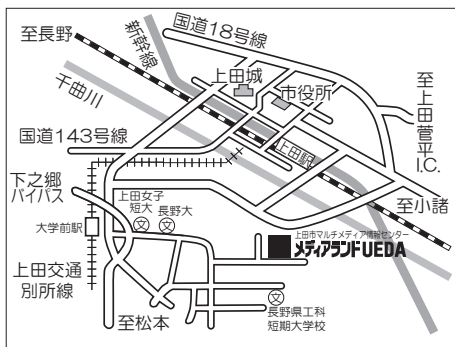 国道18号線
至長野
新幹線
上田城
市役所
千曲川
至上田菅平I.C.
上田駅
国道143号線
下之郷
バイパス
上田女子
短大
長野大
文
文
至小諸
大学前駅
上田市マルチメディア情報センター
メディアランドUEDA
上田交通
別所線
文
長野県工科
短期大学校
至松本